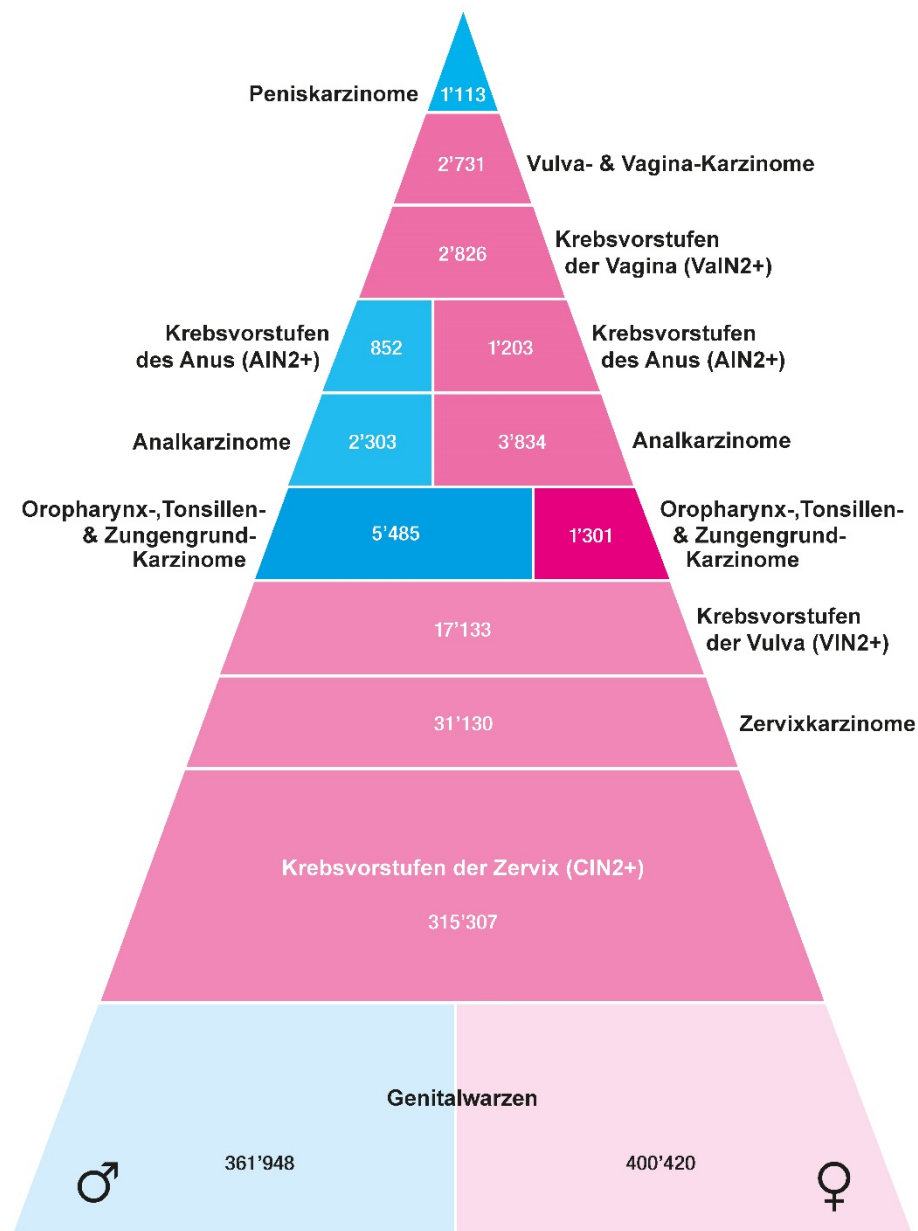 Peniskarzinome
1'113
2'731
Vulva- & Vagina-Karzinome
2'826
Krebsvorstufen
der Vagina (VaIN2+)
Krebsvorstufen
des Anus (AIN2+)
852
1'203
Krebsvorstufen
des Anus (AIN2+)
Analkarzinome
2'303
3'834
Analkarzinome
Oropharynx-,Tonsillen-
& Zungengrund-
Karzinome
5'485
1'301
Oropharynx-,Tonsillen-
& Zungengrund-
Karzinome
17'133
Krebsvorstufen
der Vulva (VIN2+)
31'130
Zervixkarzinome
Krebsvorstufen der Zervix (CIN2+)
315'307
Genitalwarzen
♂
361'948
400'420
♀